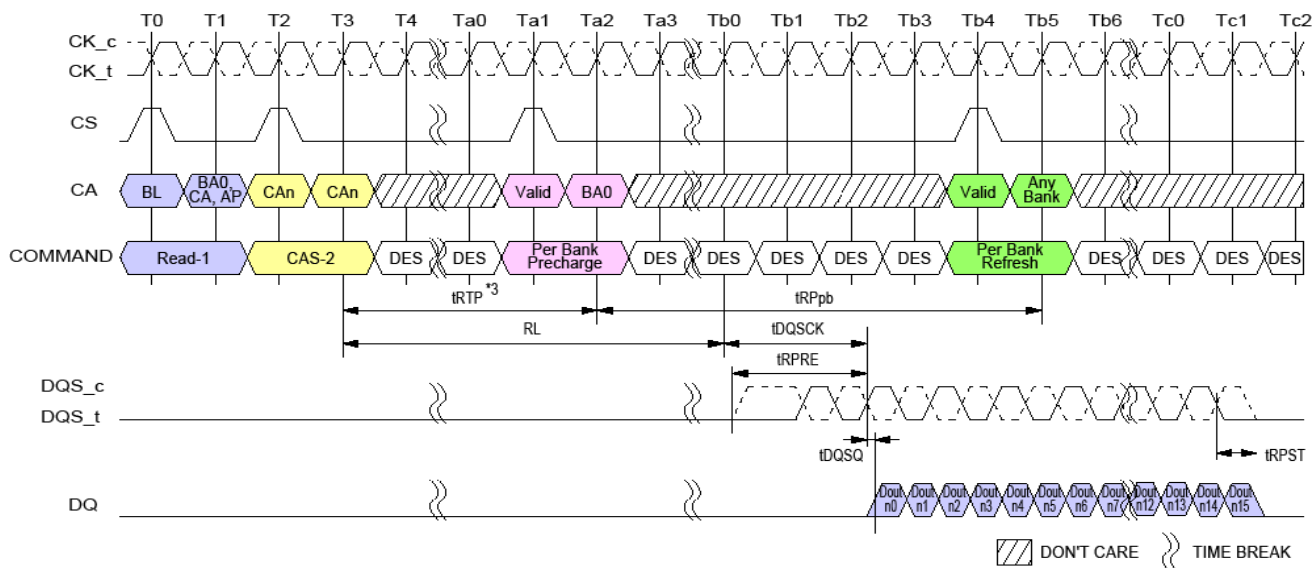 T0 T1 T2 T3 T4 Ta0 Ta1 Ta2 Ta3 Tb0 Tb1 Tb2 Tb3 Tb4 Tb5 Tb6 Tc0 Tc1 Tc2
CK_c
CK_t
CS
CA BL BA0, CA, AP CAn CAn Valid BA0 Valid Any Bank
COMMAND Read-1 CAS-2 DES DES Per Bank Precharge DES DES DES DES DES Per Bank Refresh DES DES DES DES
tRTP *3 tRPpb
RL tDQSCK
tRPRE
DQS_c
DQS_t
tDQSQ tRPST
DQ Dout n0 Dout n1 Dout n2 Dout n3 Dout n4 Dout n5 Dout n6 Dout n7 Dout n12 Dout n13 Dout n14 Dout n15
DON'T CARE TIME BREAK